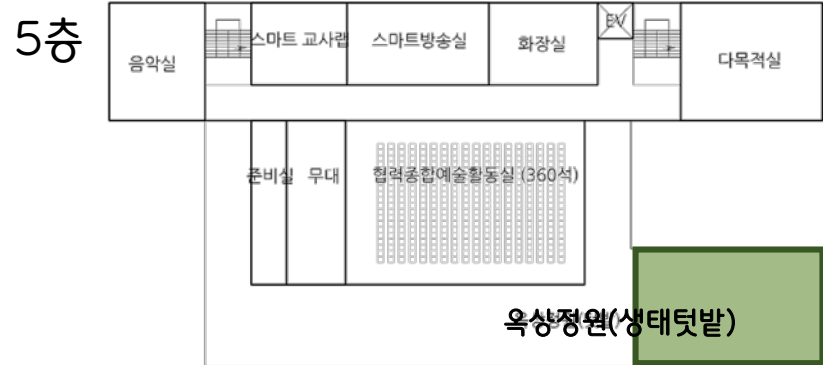 5층
음악실
스마트 교사랩
스마트방송실
화장실
EV
다목적실
준비실
무대
협력종합예술활동실 (360석)
옥상정원(생태텃밭)